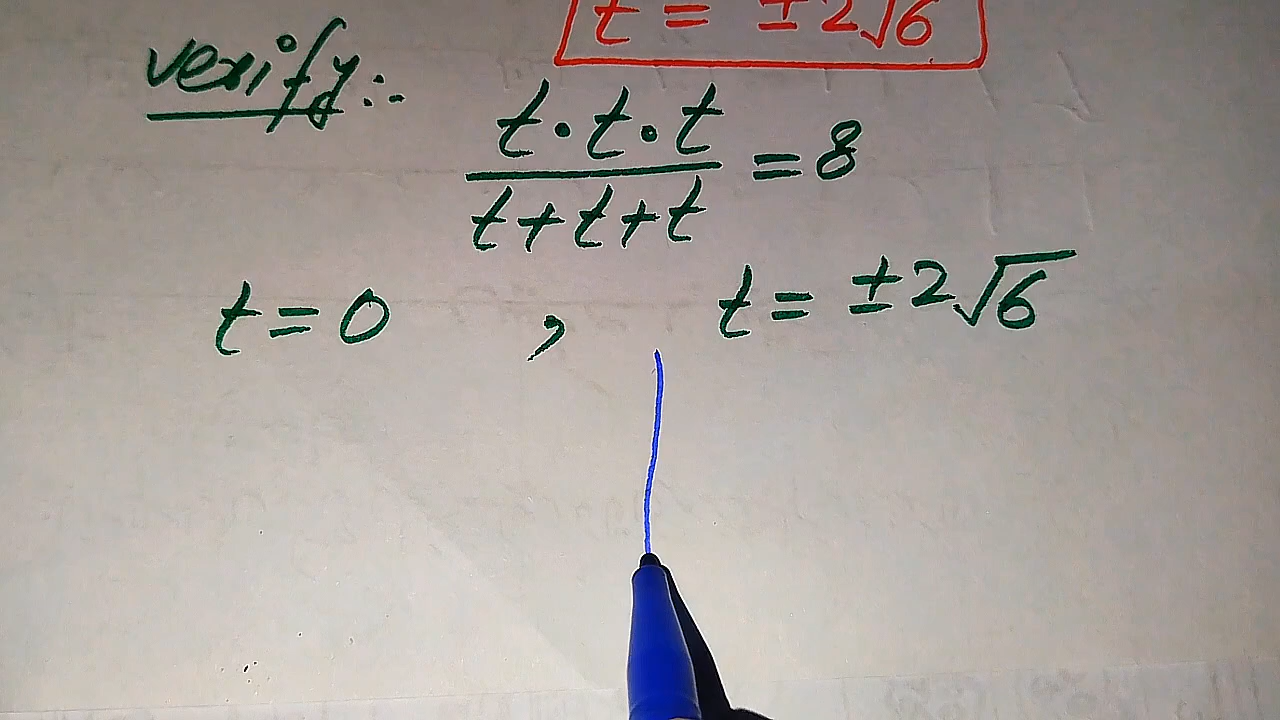 t = ±2√6
verify:-
t·t·t
t+t+t = 8
t = 0 , t = ±2√6